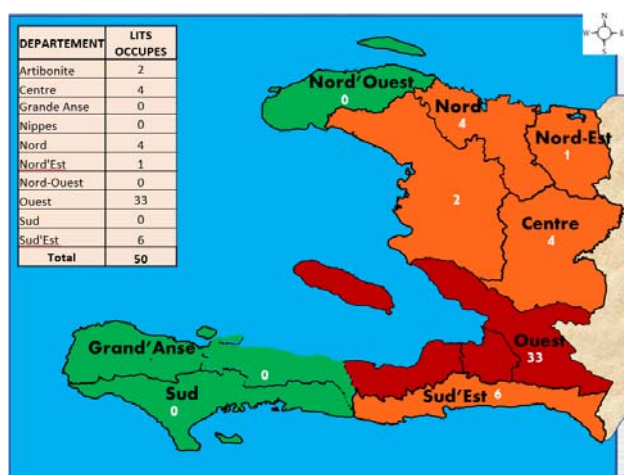 DEPARTEMENT LITS OCCUPES
Artibonite 2
Centre 4
Grande Anse 0
Nippes 0
Nord 4
Nord'Est 1
Nord-Ouest 0
Ouest 33
Sud 0
Sud'Est 6
Total 50
N
W E
S
Nord'Ouest
0
Nord
4
Nord-Est
1
2
Centre
4
Ouest
33
Grand'Anse
0
Sud
0
Sud'Est 6